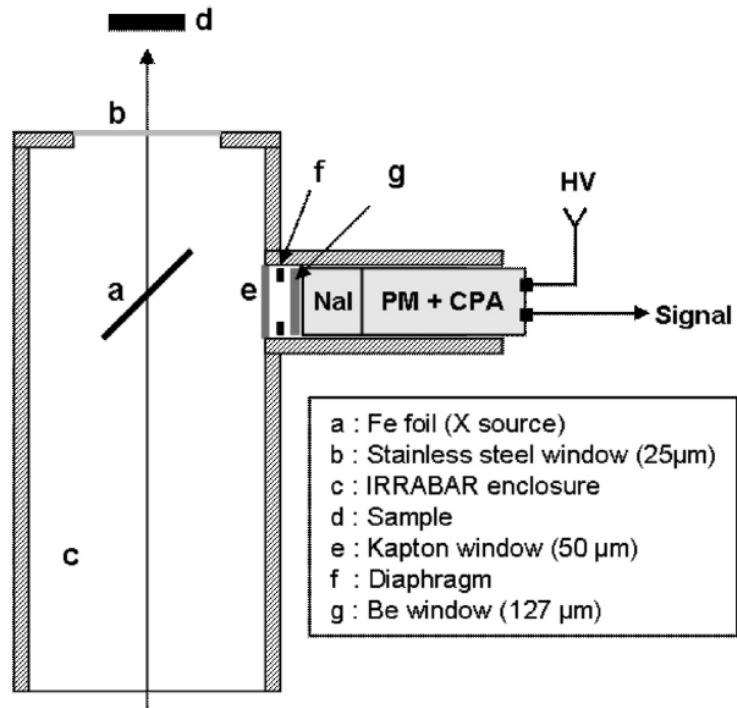 d
b
f
g
HV
a
e
NaI
PM + CPA
Signal
c
a : Fe foil (X source)
b : Stainless steel window (25µm)
c : IRRABAR enclosure
d : Sample
e : Kapton window (50 µm)
f : Diaphragm
g : Be window (127 µm)